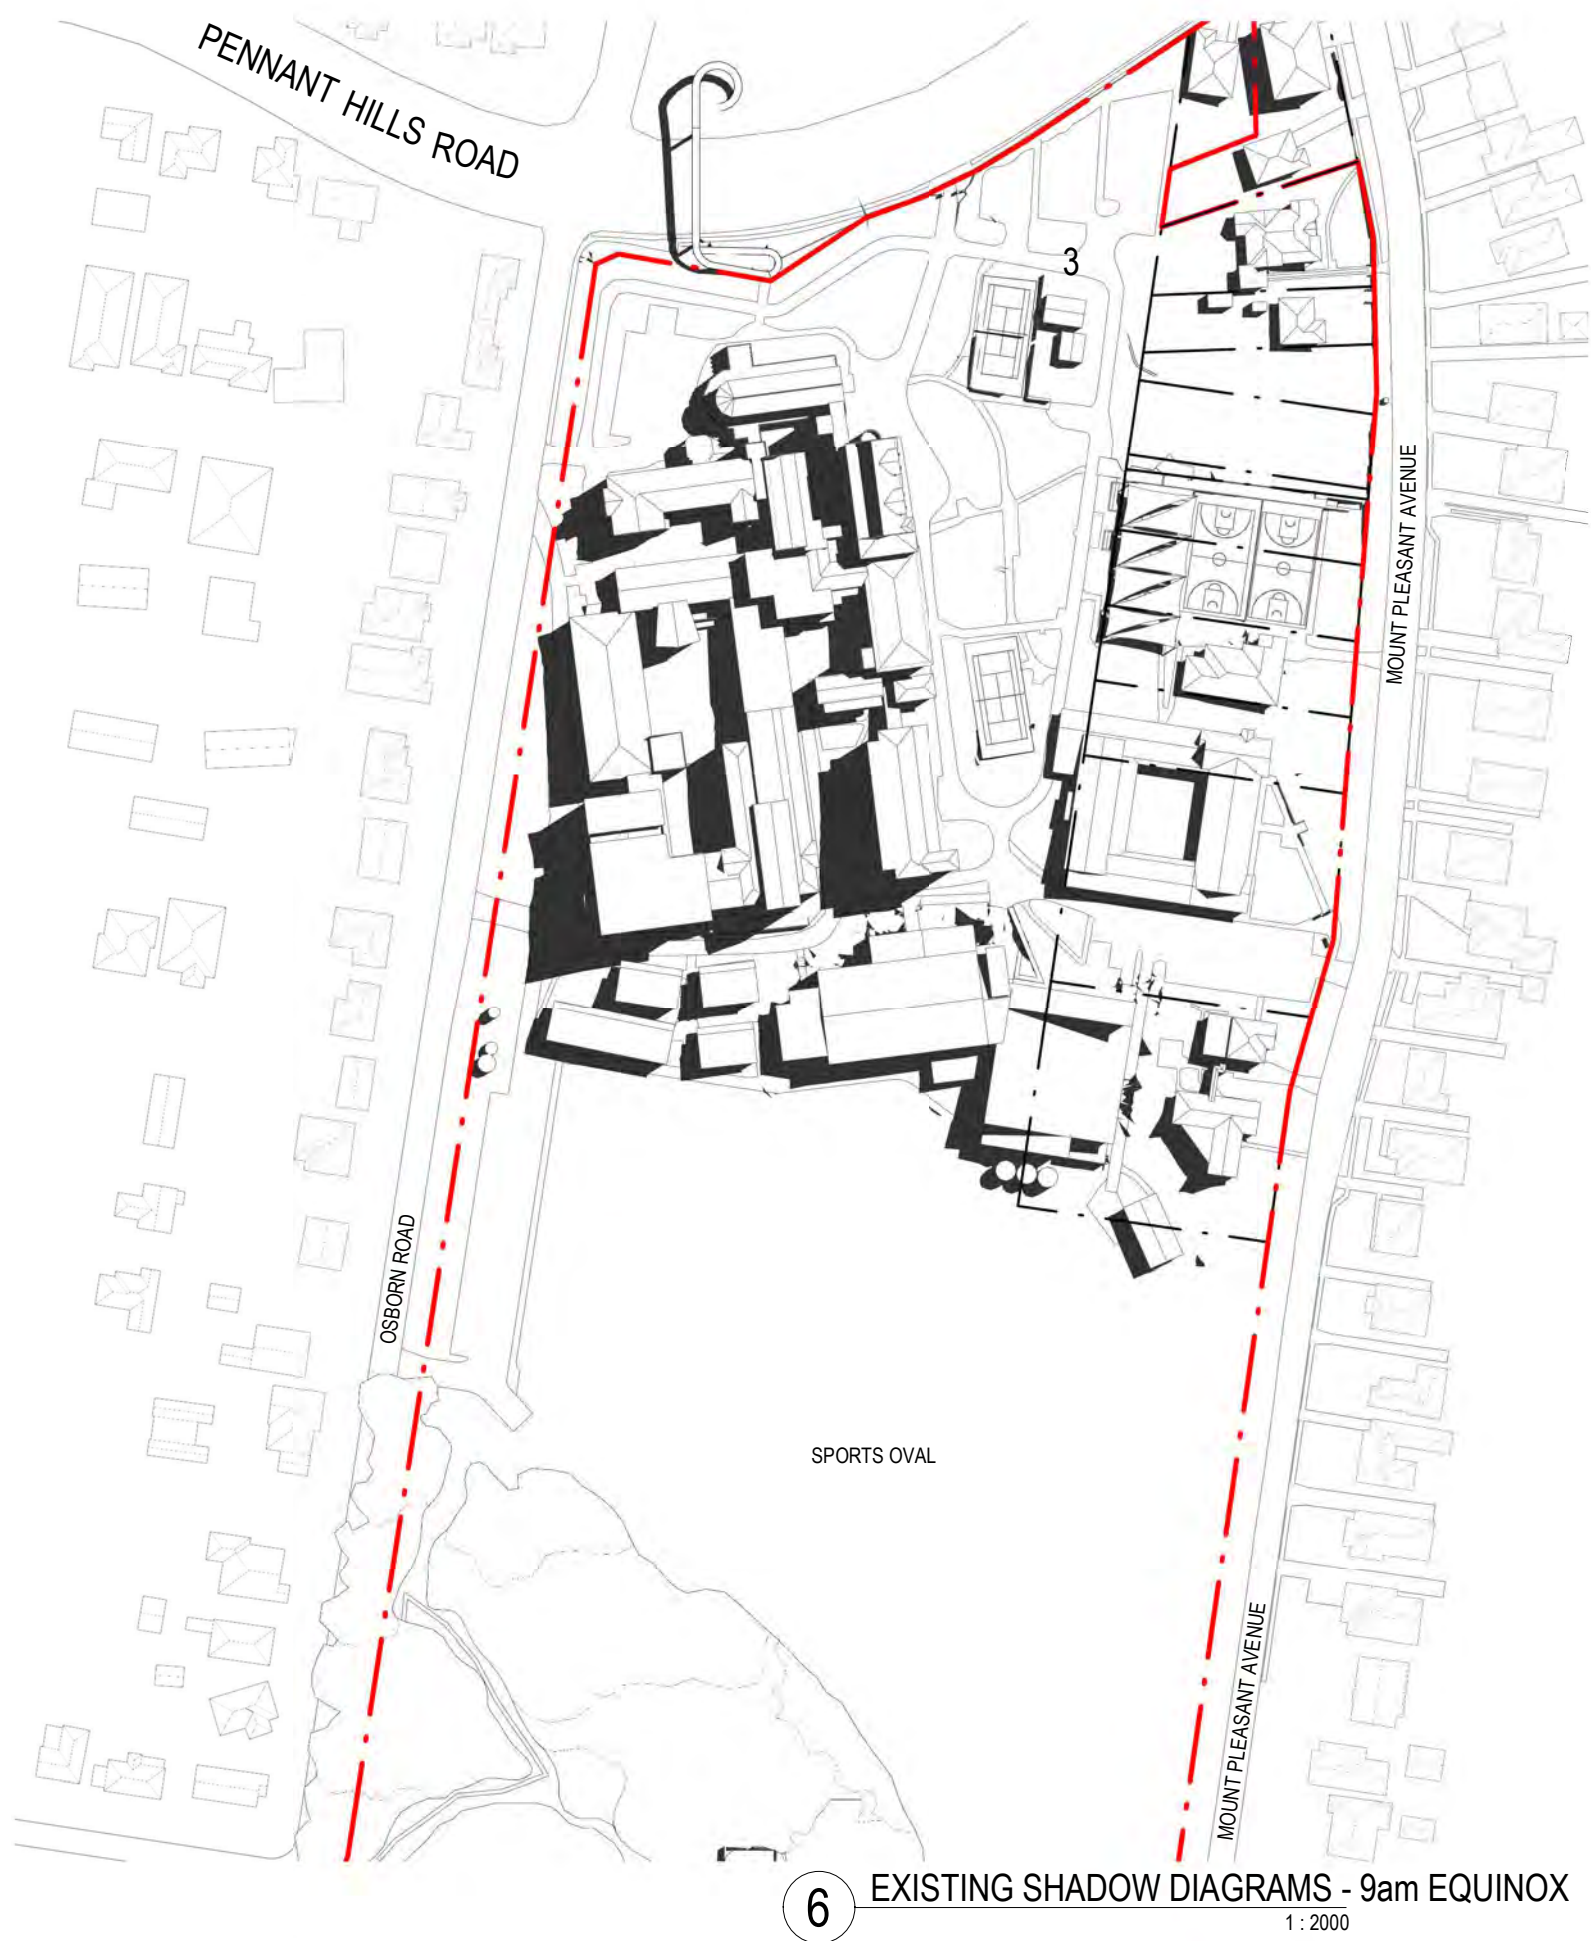 PENNANT HILLS ROAD
3
MOUNT PLEASANT AVENUE
OSBORN ROAD
SPORTS OVAL
MOUNT PLEASANT AVENUE
6
EXISTING SHADOW DIAGRAMS - 9am EQUINOX
1 : 2000